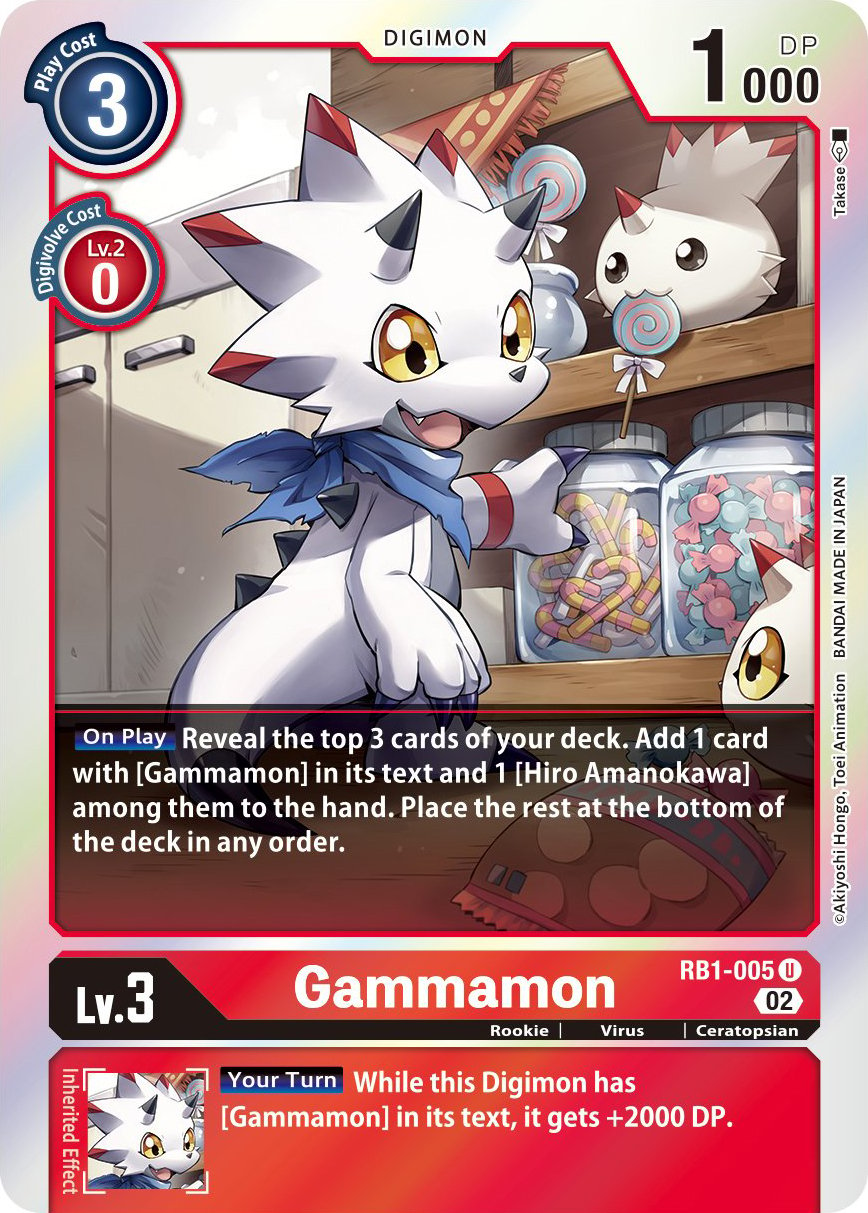 DIGIMON
Play Cost
3
DP
1000
Digivolve Cost
Lv.2
0
Takase
BANDAI MADE IN JAPAN
©Akiyoshi Hongo, Toei Animation
On Play Reveal the top 3 cards of your deck. Add 1 card
with [Gammamon] in its text and 1 [Hiro Amanokawa]
among them to the hand. Place the rest at the bottom of
the deck in any order.
Lv.3
Gammamon
RB1-005 U
02
Rookie | Virus | Ceratopsian
Inherited Effect
Your Turn While this Digimon has
[Gammamon] in its text, it gets +2000 DP.